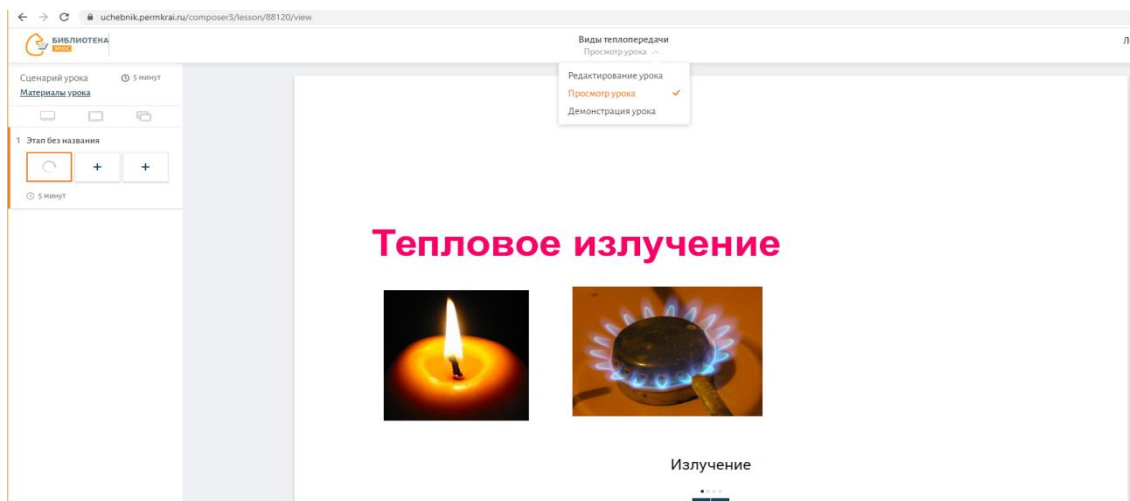 uchebnik.permkrai.ru/composer3/lesson/88120/view
БИБЛИОТЕКА
Виды теплопередачи
Просмотр урока
Сценарий урока 5 минут
Материалы урока
Редактирование урока
Просмотр урока
Демонстрация урока
1 Этап без названия
+ +
5 минут
Тепловое излучение
Излучение